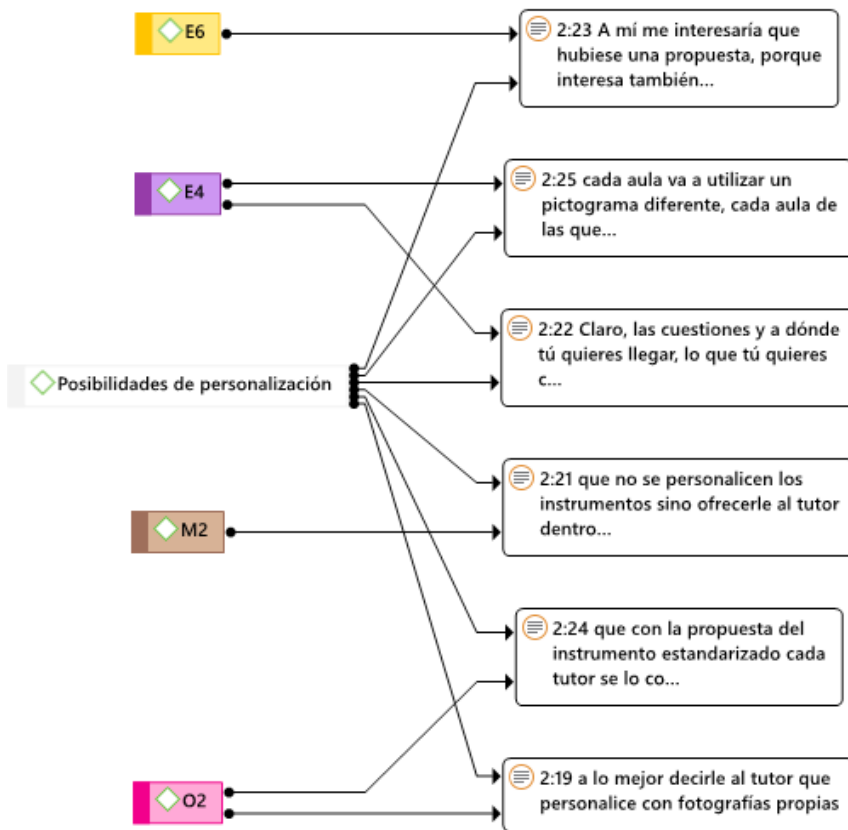 E6
2:23 A mí me interesaría que
hubiese una propuesta, porque
interesa también...
E4
2:25 cada aula va a utilizar un
pictograma diferente, cada aula de
las que...
2:22 Claro, las cuestiones y a dónde
tú quieres llegar, lo que tú quieres
c...
Posibilidades de personalización
2:21 que no se personalicen los
instrumentos sino ofrecerle al tutor
dentro...
M2
2:24 que con la propuesta del
instrumento estandarizado cada
tutor se lo co...
O2
2:19 a lo mejor decirle al tutor que
personalice con fotografías propias